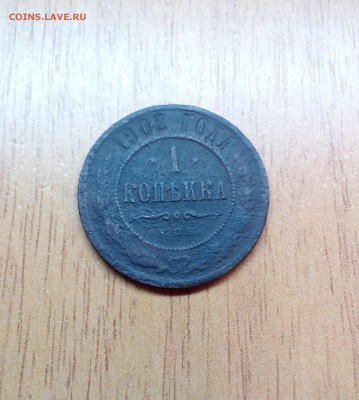 COINS.LAVE.RU
1902 ГОДА
1
КОПѢЙКА
С.П.Б.